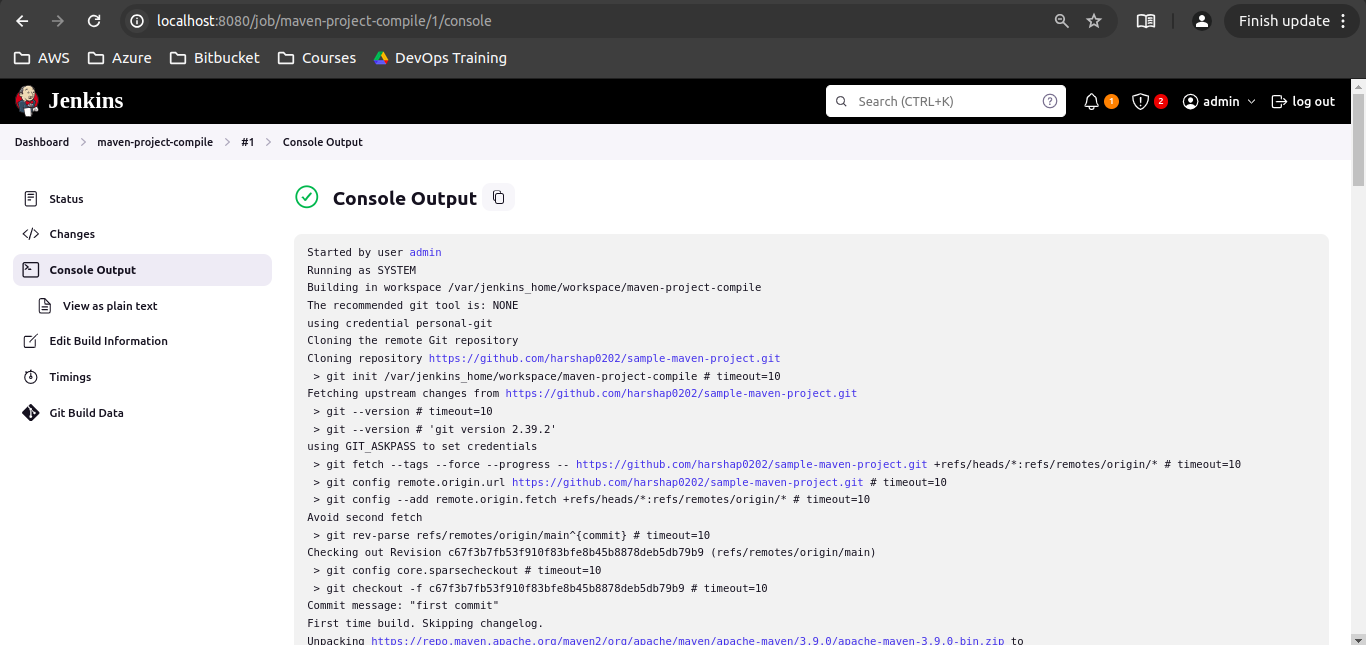 localhost:8080/job/maven-project-compile/1/console
Finish update
AWS
Azure
Bitbucket
Courses
DevOps Training
Jenkins
Search (CTRL+K)
?
1
2
admin
log out
Dashboard > maven-project-compile > #1 > Console Output
Status
Changes
Console Output
View as plain text
Edit Build Information
Timings
Git Build Data
Console Output
Started by user admin
Running as SYSTEM
Building in workspace /var/jenkins_home/workspace/maven-project-compile
The recommended git tool is: NONE
using credential personal-git
Cloning the remote Git repository
Cloning repository https://github.com/harshap0202/sample-maven-project.git
> git init /var/jenkins_home/workspace/maven-project-compile # timeout=10
Fetching upstream changes from https://github.com/harshap0202/sample-maven-project.git
> git --version # timeout=10
> git --version # 'git version 2.39.2'
using GIT_ASKPASS to set credentials
> git fetch --tags --force --progress -- https://github.com/harshap0202/sample-maven-project.git +refs/heads/*:refs/remotes/origin/* # timeout=10
> git config remote.origin.url https://github.com/harshap0202/sample-maven-project.git # timeout=10
> git config --add remote.origin.fetch +refs/heads/*:refs/remotes/origin/* # timeout=10
Avoid second fetch
> git rev-parse refs/remotes/origin/main^{commit} # timeout=10
Checking out Revision c67f3b7fb53f910f83bfe8b45b8878deb5db79b9 (refs/remotes/origin/main)
> git config core.sparsecheckout # timeout=10
> git checkout -f c67f3b7fb53f910f83bfe8b45b8878deb5db79b9 # timeout=10
Commit message: "first commit"
First time build. Skipping changelog.
Unpacking https://repo.maven.apache.org/maven2/org/apache/maven/apache-maven/3.9.0/apache-maven-3.9.0-bin.zip to